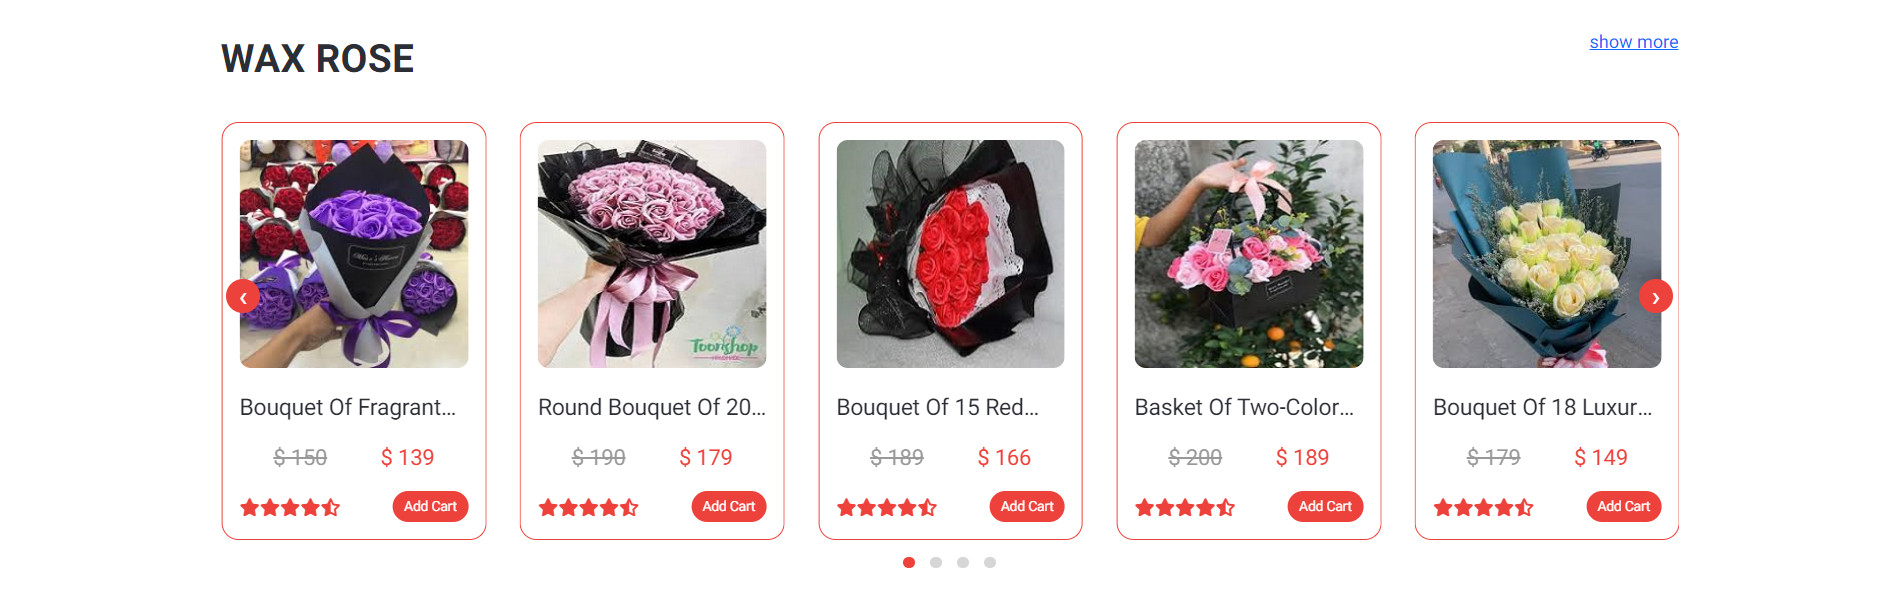 WAX ROSE
show more
Toonshop
Bouquet Of Fragrant...
Round Bouquet Of 20...
Bouquet Of 15 Red...
Basket Of Two-Color...
Bouquet Of 18 Luxur...
$ 150 $ 139
$ 190 $ 179
$ 189 $ 166
$ 200 $ 189
$ 179 $ 149
Add Cart
Add Cart
Add Cart
Add Cart
Add Cart